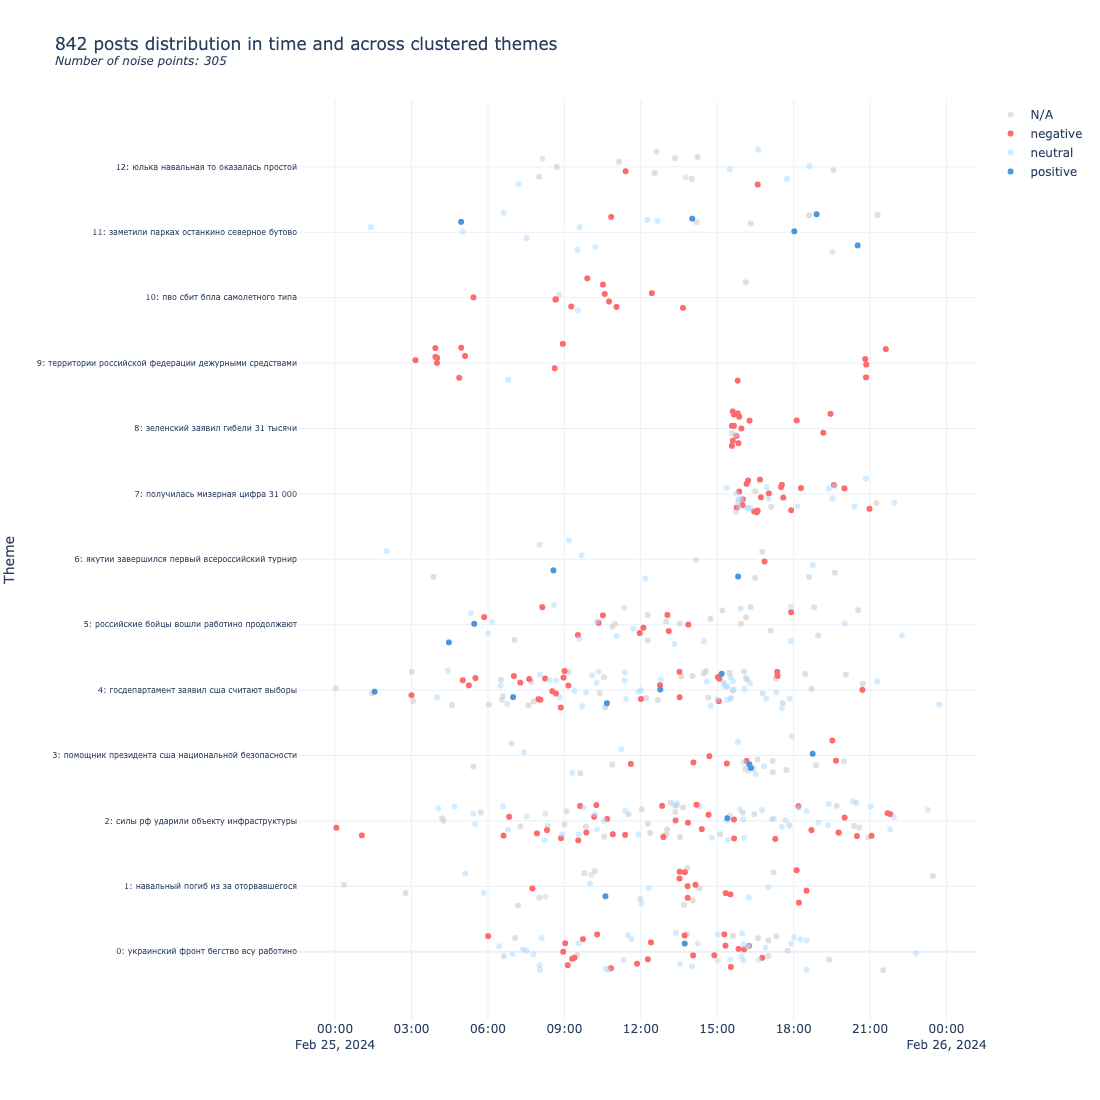 842 posts distribution in time and across clustered themes
Number of noise points: 305
N/A
negative
neutral
positive
12: юлька навальная то оказалась простой
11: заметили парках останкино северное бутово
10: пво сбит бпла самолетного типа
9: территории российской федерации дежурными средствами
8: зеленский заявил гибели 31 тысячи
7: получилась мизерная цифра 31 000
6: якутии завершился первый всероссийский турнир
5: российские бойцы вошли работино продолжают
4: госдепартамент заявил сша считают выборы
3: помощник президента сша национальной безопасности
2: силы рф ударили объекту инфраструктуры
1: навальный погиб из за оторвавшегося
0: украинский фронт бегство всу работино
Theme
00:00 03:00 06:00 09:00 12:00 15:00 18:00 21:00 00:00
Feb 25, 2024 Feb 26, 2024